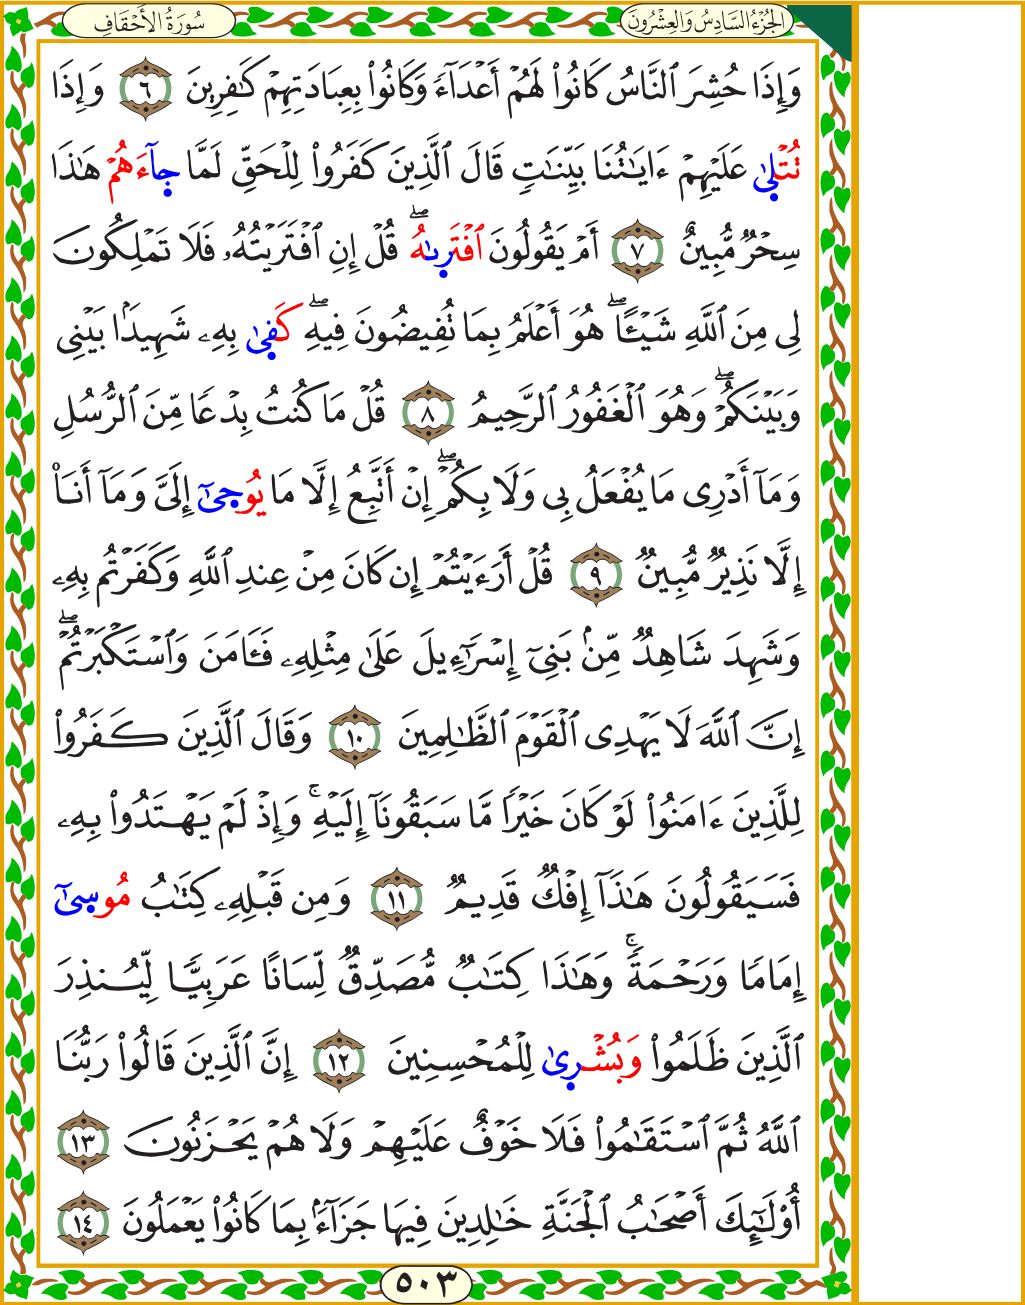 الجُزْءُ السَّادِسُ وَالعِشْرُونَ
سُورَةُ الأَحْقَافِ
وَإِذَا حُشِرَ ٱلنَّاسُ كَانُواْ لَهُمْ أَعْدَآءٗ وَكَانُواْ بِعِبَادَتِهِمْ كَٰفِرِينَ ٦ وَإِذَا
تُتْلَىٰ عَلَيْهِمْ ءَايَٰتُنَا بَيِّنَٰتٖ قَالَ ٱلَّذِينَ كَفَرُواْ لِلْحَقِّ لَمَّا جَآءَهُمْ هَٰذَا
سِحْرٞ مُّبِينٌ ٧ أَمْ يَقُولُونَ ٱفْتَرَىٰهُۖ قُلْ إِنِ ٱفْتَرَيْتُهُۥ فَلَا تَمْلِكُونَ
لِي مِنَ ٱللَّهِ شَيْـًٔاۖ هُوَ أَعْلَمُ بِمَا تُفِيضُونَ فِيهِۖ كَفَىٰ بِهِۦ شَهِيدَۢا بَيْنِي
وَبَيْنَكُمْۖ وَهُوَ ٱلْغَفُورُ ٱلرَّحِيمُ ٨ قُلْ مَا كُنتُ بِدْعٗا مِّنَ ٱلرُّسُلِ
وَمَآ أَدْرِي مَا يُفْعَلُ بِي وَلَا بِكُمْۖ إِنْ أَتَّبِعُ إِلَّا مَا يُوحَىٰٓ إِلَيَّ وَمَآ أَنَا۠
إِلَّا نَذِيرٞ مُّبِينٞ ٩ قُلْ أَرَءَيْتُمْ إِن كَانَ مِنْ عِندِ ٱللَّهِ وَكَفَرْتُم بِهِۦ
وَشَهِدَ شَاهِدٞ مِّنۢ بَنِيٓ إِسْرَٰٓءِيلَ عَلَىٰ مِثْلِهِۦ فَـَٔامَنَ وَٱسْتَكْبَرْتُمْۖ
إِنَّ ٱللَّهَ لَا يَهْدِي ٱلْقَوْمَ ٱلظَّٰلِمِينَ ١٠ وَقَالَ ٱلَّذِينَ كَفَرُواْ
لِلَّذِينَ ءَامَنُواْ لَوْ كَانَ خَيْرٗا مَّا سَبَقُونَآ إِلَيْهِۚ وَإِذْ لَمْ يَهْتَدُواْ بِهِۦ
فَسَيَقُولُونَ هَٰذَآ إِفْكٞ قَدِيمٞ ١١ وَمِن قَبْلِهِۦ كِتَٰبُ مُوسَىٰٓ
إِمَامٗا وَرَحْمَةٗۚ وَهَٰذَا كِتَٰبٞ مُّصَدِّقٞ لِّسَانًا عَرَبِيّٗا لِّيُنذِرَ
ٱلَّذِينَ ظَلَمُواْ وَبُشْرَىٰ لِلْمُحْسِنِينَ ١٢ إِنَّ ٱلَّذِينَ قَالُواْ رَبُّنَا
ٱللَّهُ ثُمَّ ٱسْتَقَٰمُواْ فَلَا خَوْفٌ عَلَيْهِمْ وَلَا هُمْ يَحْزَنُونَ ١٣
أُوْلَٰٓئِكَ أَصْحَٰبُ ٱلْجَنَّةِ خَٰلِدِينَ فِيهَا جَزَآءَۢ بِمَا كَانُواْ يَعْمَلُونَ ١٤
٥٠٣